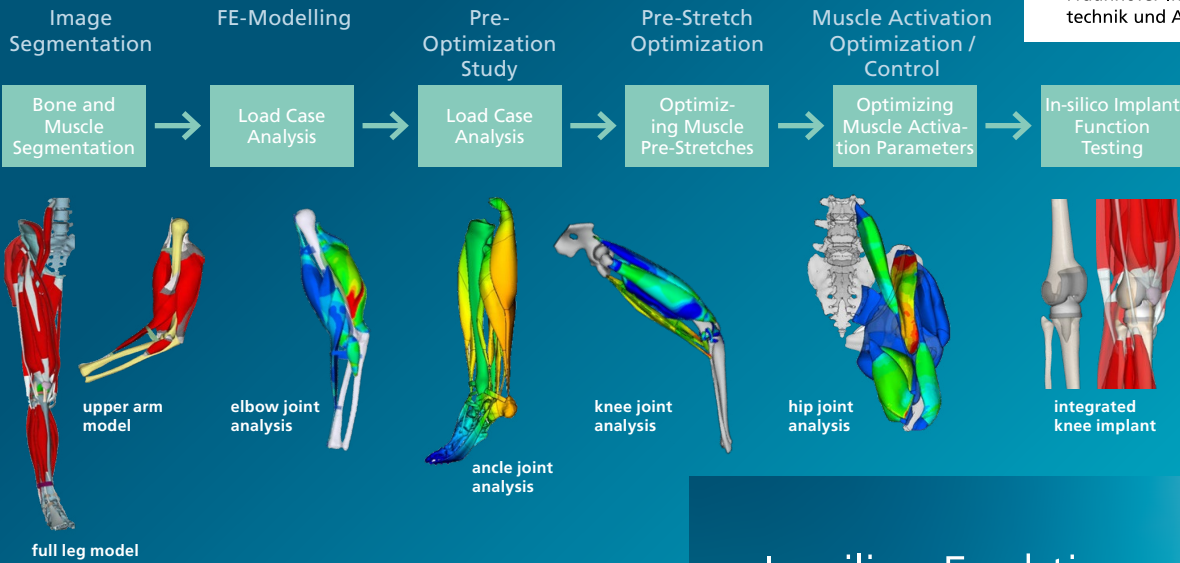 Image
Segmentation
FE-Modelling
Pre-
Optimization
Study
Pre-Stretch
Optimization
Muscle Activation
Optimization /
Control
technik und A
Bone and
Muscle
Segmentation
Load Case
Analysis
Load Case
Analysis
Optimiz-
ing Muscle
Pre-Stretches
Optimizing
Muscle Activa-
tion Parameters
In-silico Implant
Function
Testing
upper arm
model
full leg model
elbow joint
analysis
ancle joint
analysis
knee joint
analysis
hip joint
analysis
integrated
knee implant